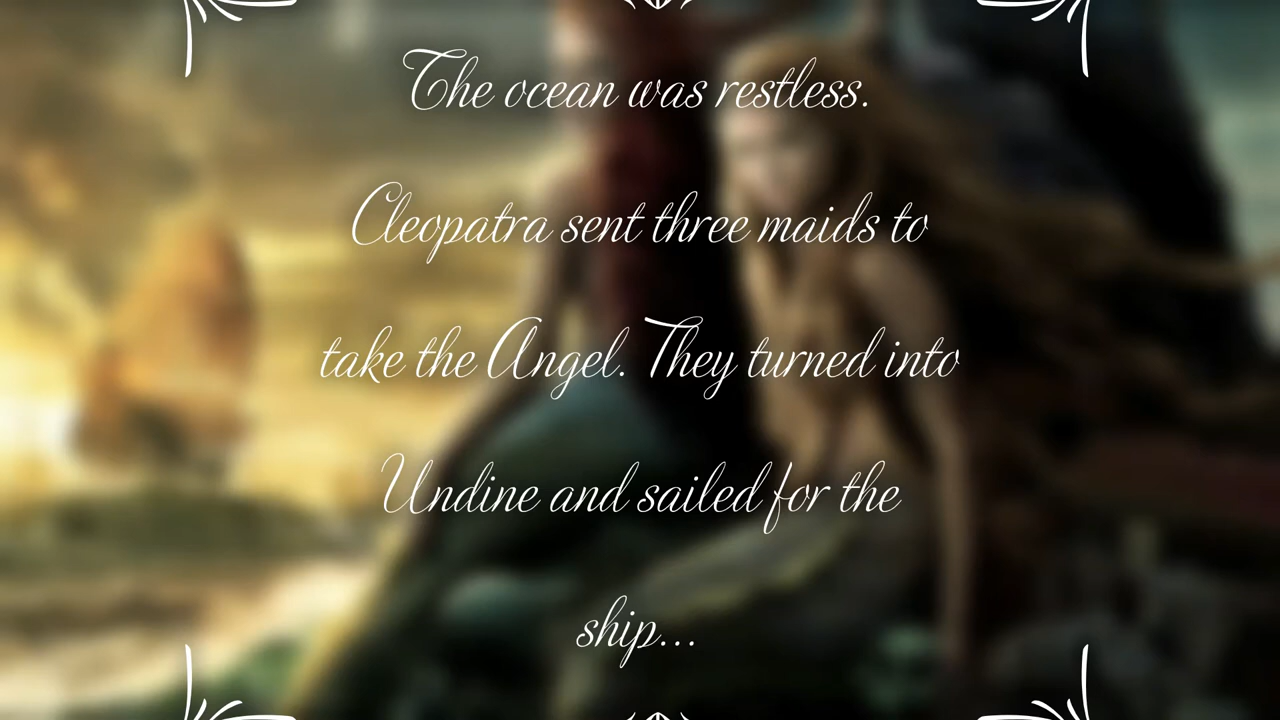 The ocean was restless.
Cleopatra sent three maids to
take the Angel. They turned into
Undine and sailed for the
ship...